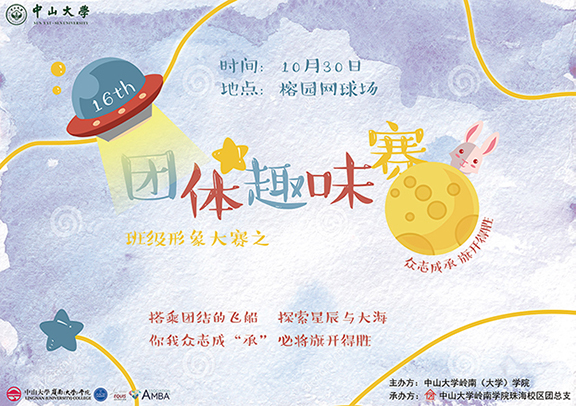 中山大学
SUN YAT-SEN UNIVERSITY
时间：10月30日
地点：榕园网球场
16th
团体趣味赛
班级形象大赛之
众志成承 旗开得胜
搭乘团结的飞船 探索星辰与大海
你我众志成“承” 必将旗开得胜
主办方：中山大学岭南（大学）学院
承办方：中山大学岭南学院珠海校区团总支
中山大學嶺南(大學)學院
LINGNAN (UNIVERSITY) COLLEGE
AMBA